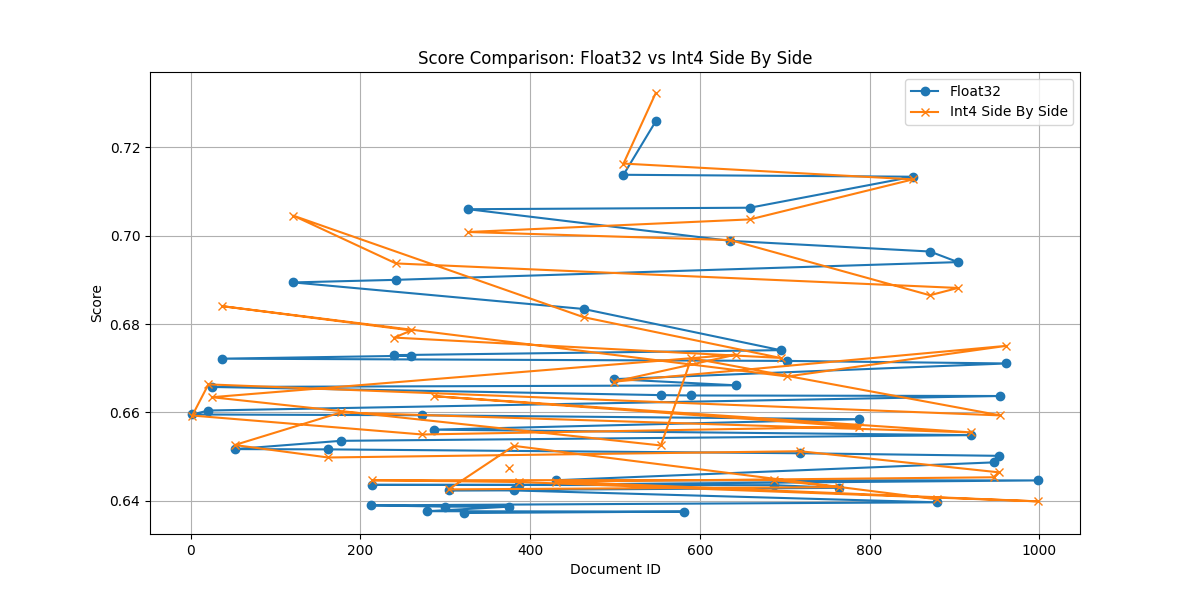 Score Comparison: Float32 vs Int4 Side By Side
Float32
Int4 Side By Side
0.72
0.70
0.68
0.66
0.64
Score
0 200 400 600 800 1000
Document ID